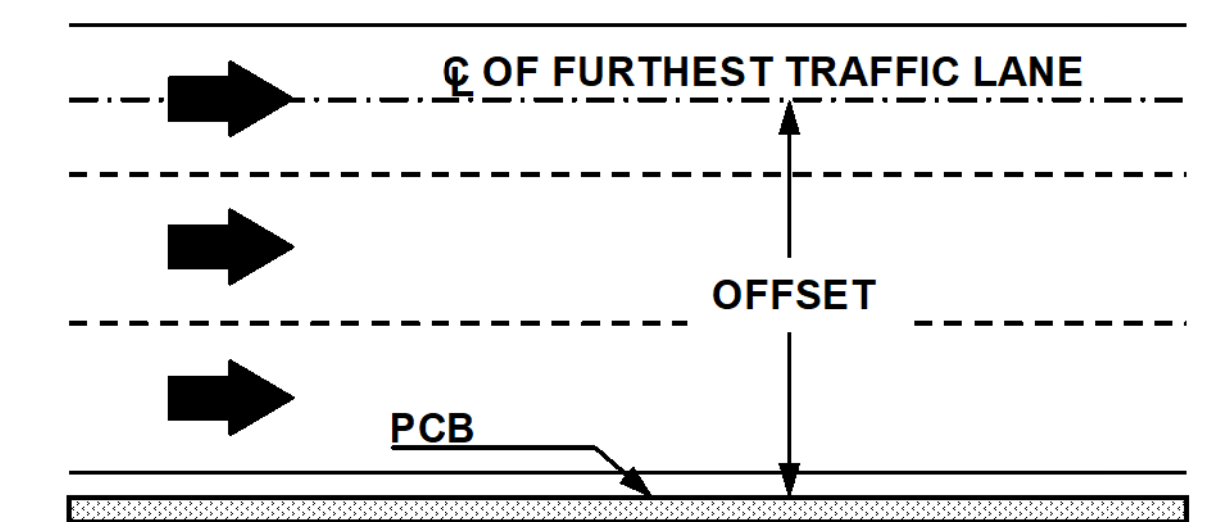 ℄ OF FURTHEST TRAFFIC LANE
OFFSET
PCB